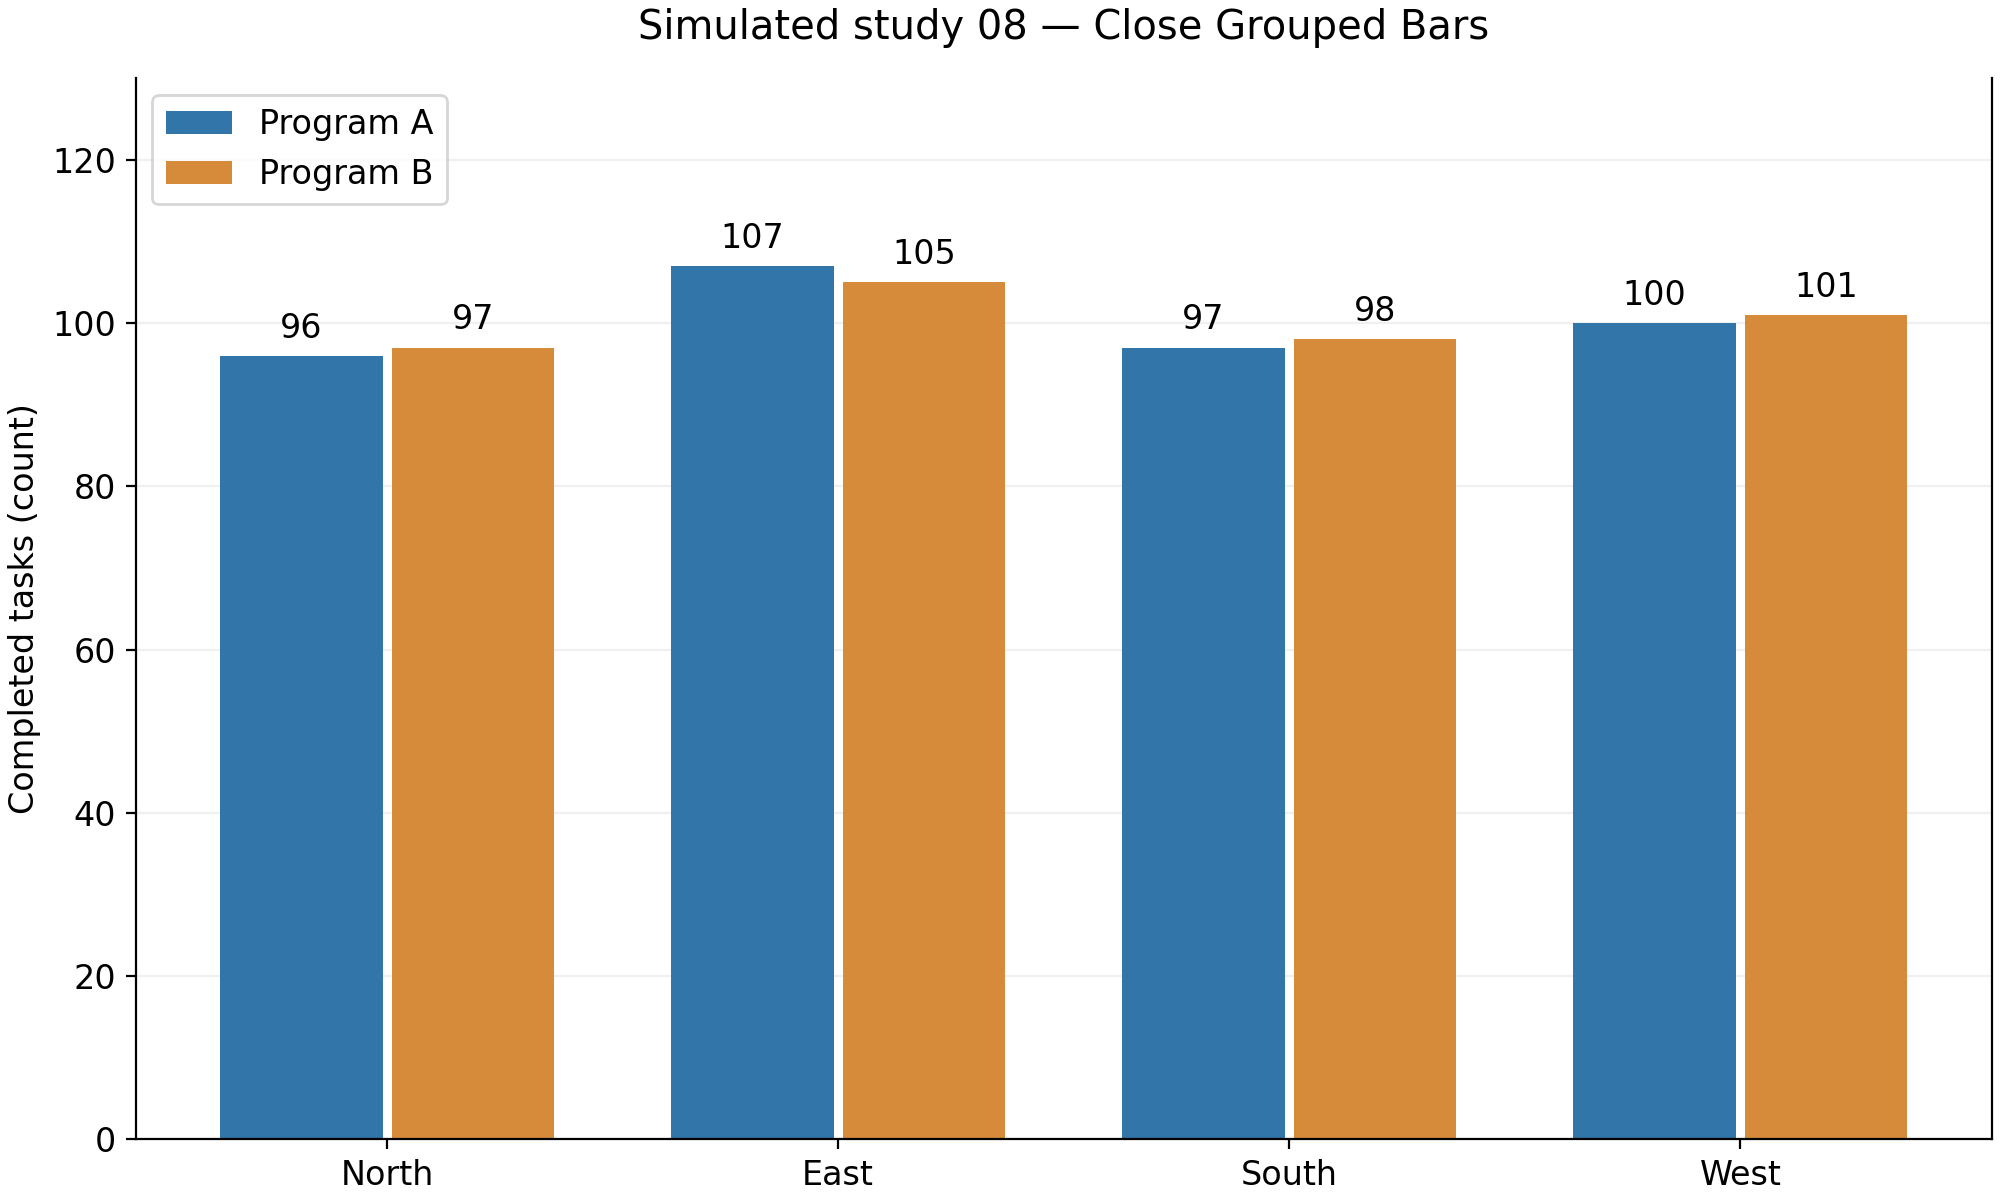 Simulated study 08 — Close Grouped Bars
Program A
Program B
Completed tasks (count)
120
100
80
60
40
20
0
96
97
107
105
97
98
100
101
North
East
South
West